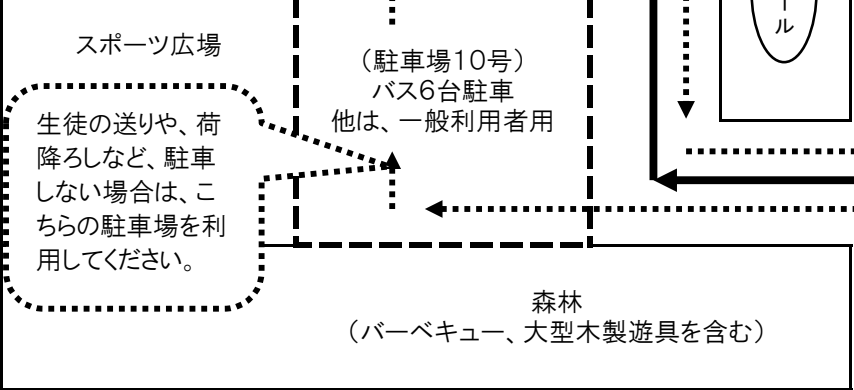 スポーツ広場
（駐車場10号）
バス6台駐車
他は、一般利用者用
生徒の送りや、荷
降ろしなど、駐車
しない場合は、こ
ちらの駐車場を利
用してください。
ール
森林
（バーベキュー、大型木製遊具を含む）